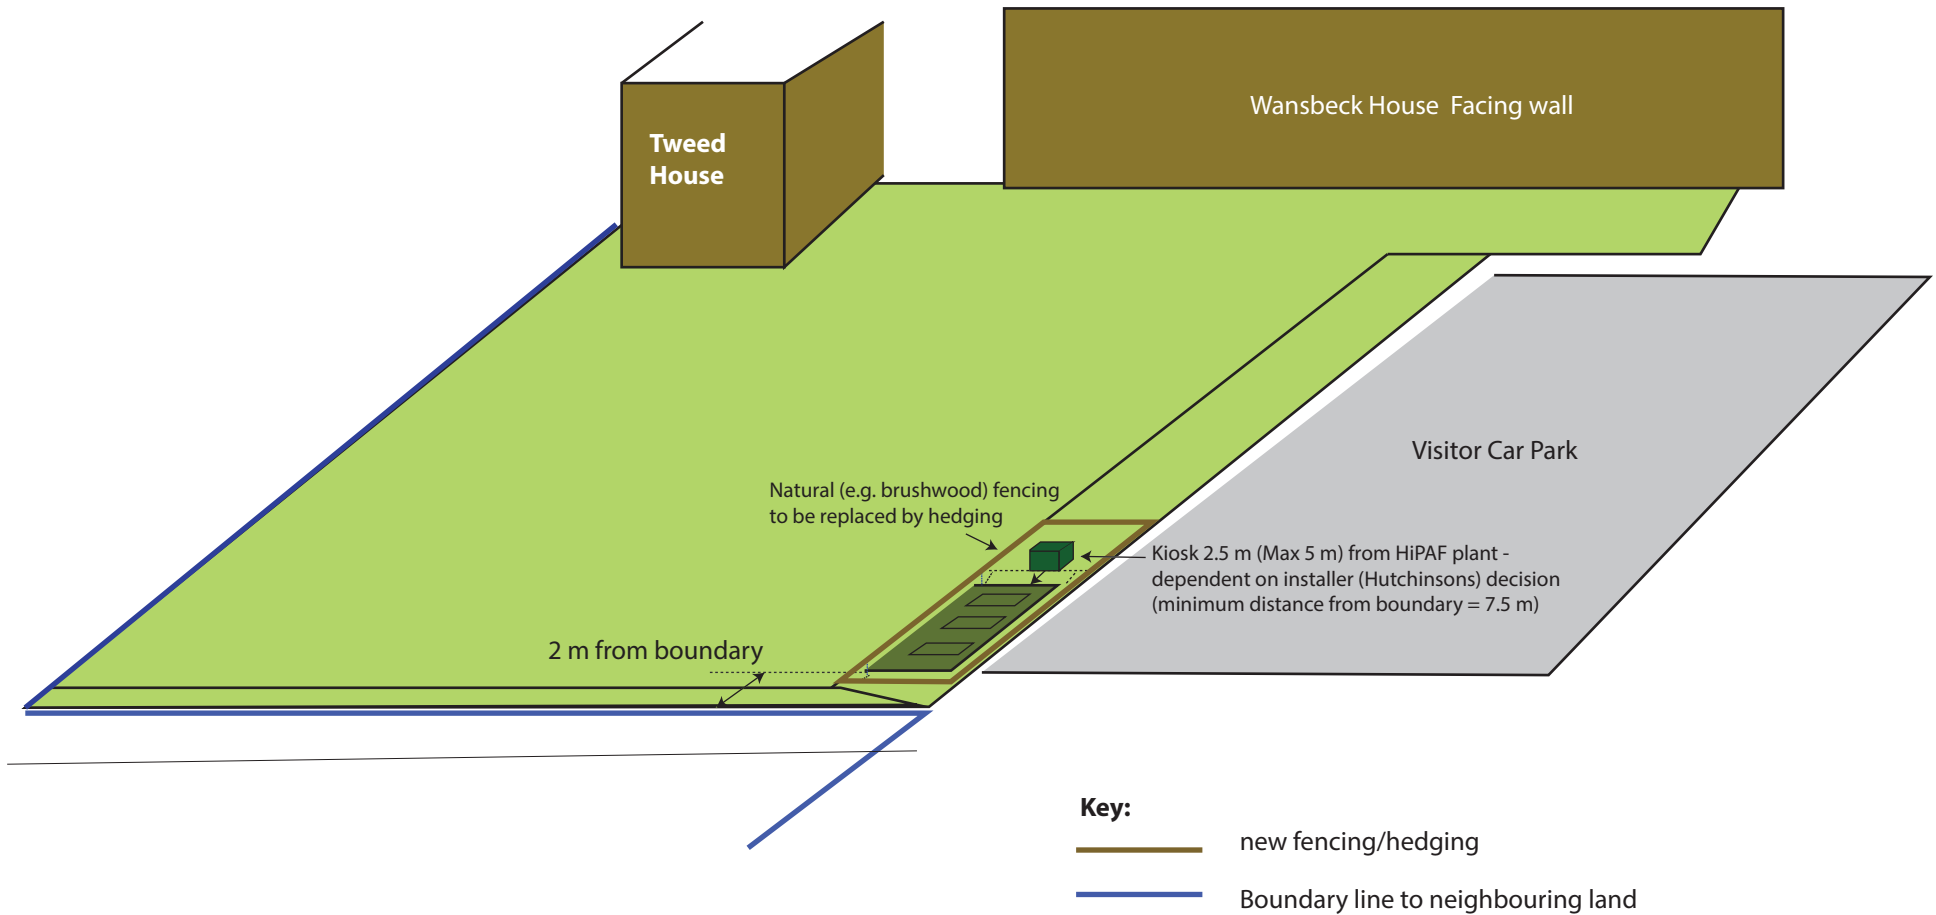 Tweed
House
Wansbeck House  Facing wall
Visitor Car Park
Natural (e.g. brushwood) fencing
to be replaced by hedging
Kiosk 2.5 m (Max 5 m) from HiPAF plant -
dependent on installer (Hutchinsons) decision
(minimum distance from boundary = 7.5 m)
2 m from boundary
Key:
new fencing/hedging
Boundary line to neighbouring land